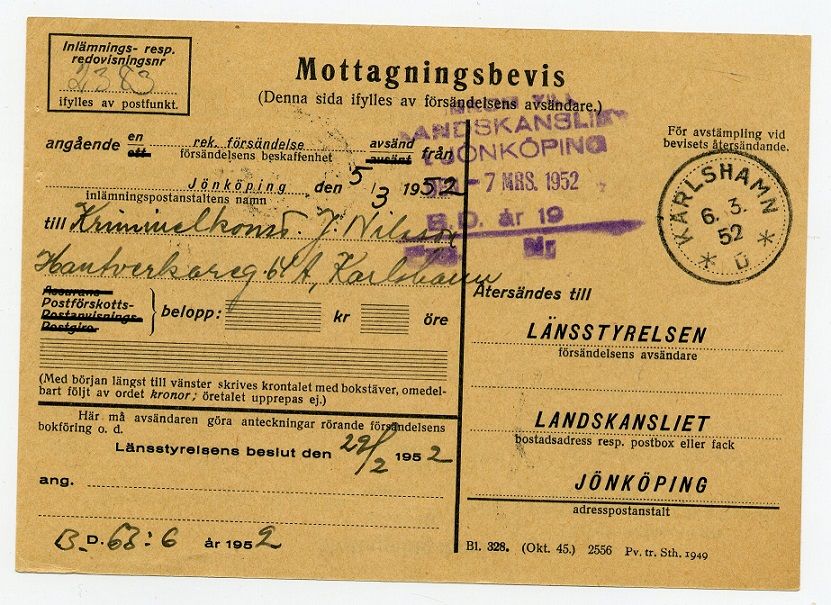 Inlämnings- resp.
redovisningsnr
2383
ifylles av postfunkt.
Mottagningsbevis
(Denna sida ifylles av försändelsens avsändare.)
TILL
LANDSKANSLIET
I JÖNKÖPING
- 7 MRS. 1952
B.D. år 19
Nr
För avstämpling vid
bevisets återsändande.
KARLSHAMN
6. 3.
52
* ü *
angående en ett rek. försändelse avsänd avsänt från
försändelsens beskaffenhet
Jönköping den 5/3 1952
inlämningspostanstaltens namn
till Kriminalkonst. J. Nilsson
Hantverkareg 61 A, Karlshamn
Assurans-
Postförskotts-
Postanvisnings-
Postgiro-
belopp: kr öre
(Med början längst till vänster skrives krontalet med bokstäver, omedel-
bart följt av ordet kronor; öretalet upprepas ej.)
Här må avsändaren göra anteckningar rörande försändelsens
bokföring o. d.
Länsstyrelsens beslut den 29/2 1952
ang.
B. D. 63:6 år 1952
Återsändes till
LÄNSSTYRELSEN
försändelsens avsändare
LANDSKANSLIET
bostadsadress resp. postbox eller fack
JÖNKÖPING
adresspostanstalt
Bl. 328. (Okt. 45.) 2556 Pv. tr. Sth. 1949